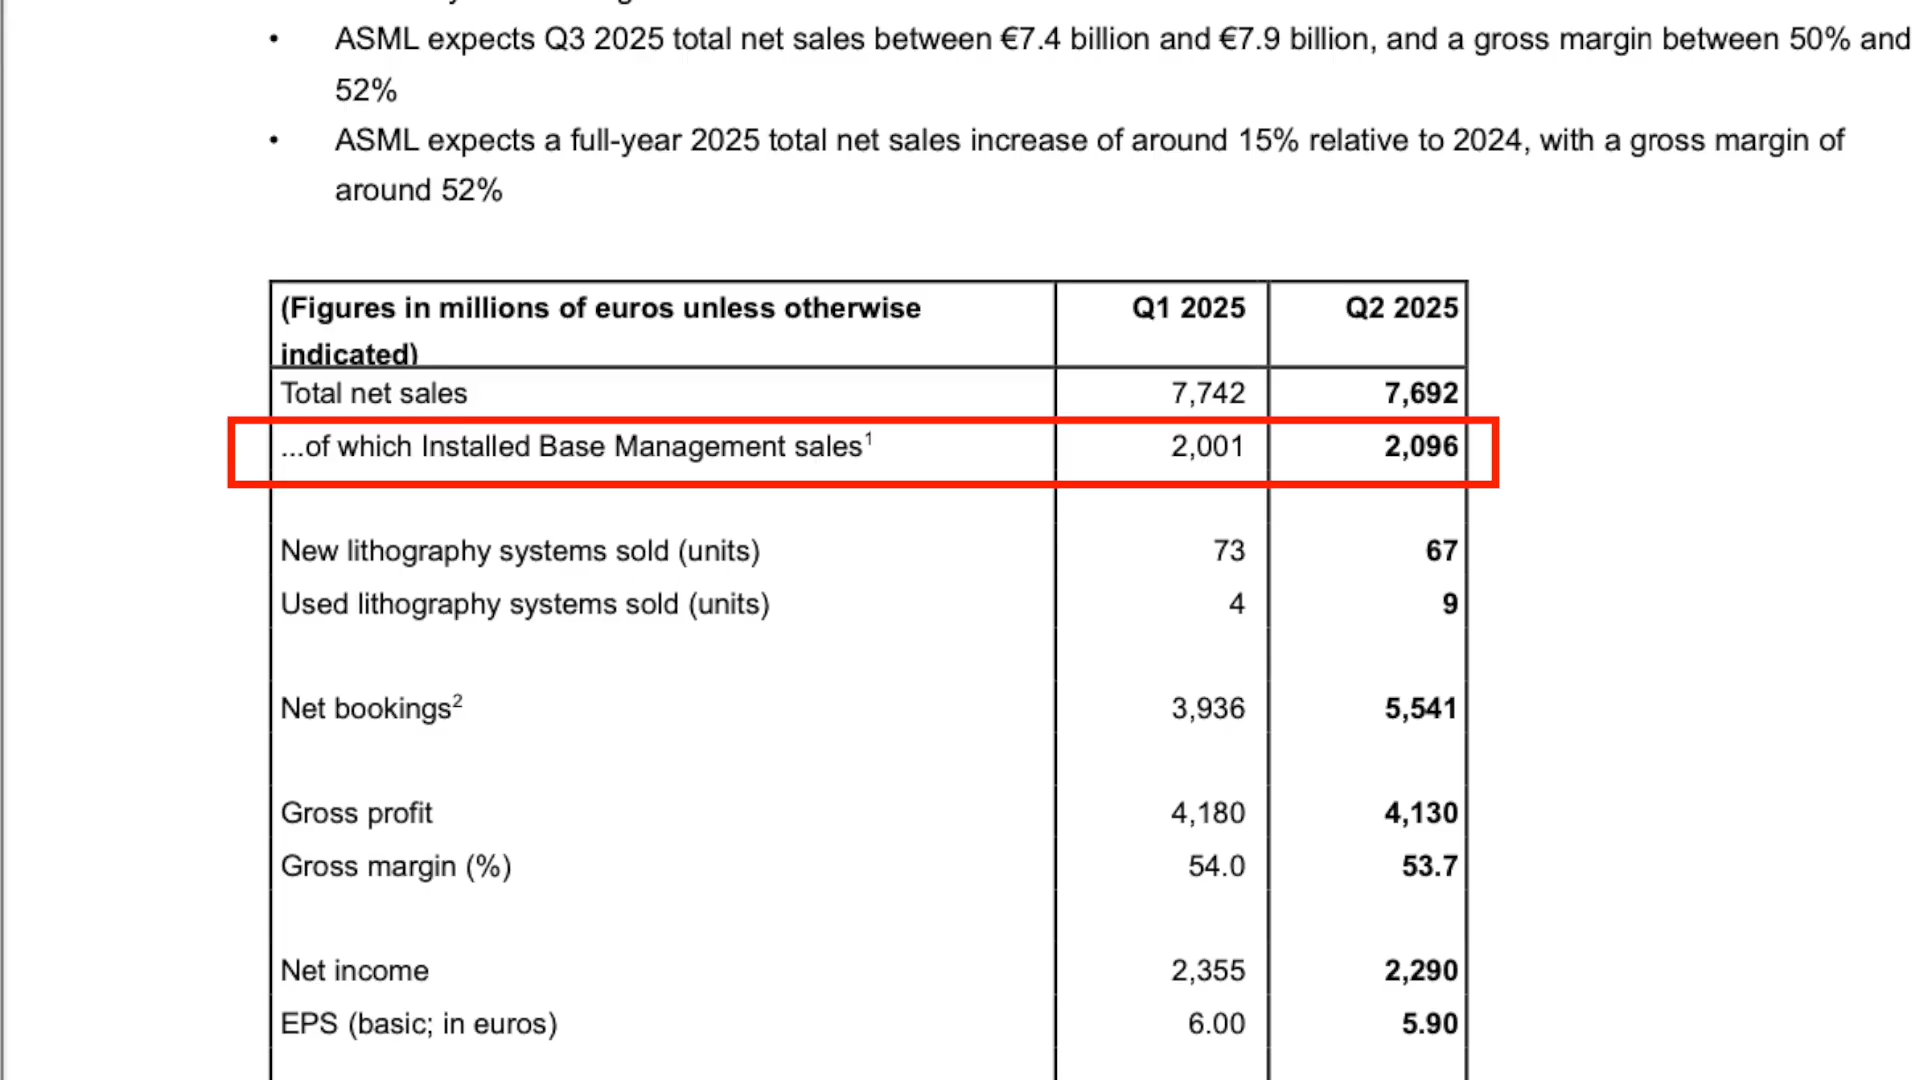 • ASML expects Q3 2025 total net sales between €7.4 billion and €7.9 billion, and a gross margin between 50% and
52%
• ASML expects a full-year 2025 total net sales increase of around 15% relative to 2024, with a gross margin of
around 52%
(Figures in millions of euros unless otherwise Q1 2025 Q2 2025
indicated)
Total net sales 7,742 7,692
...of which Installed Base Management sales¹ 2,001 2,096
New lithography systems sold (units) 73 67
Used lithography systems sold (units) 4 9
Net bookings² 3,936 5,541
Gross profit 4,180 4,130
Gross margin (%) 54.0 53.7
Net income 2,355 2,290
EPS (basic; in euros) 6.00 5.90